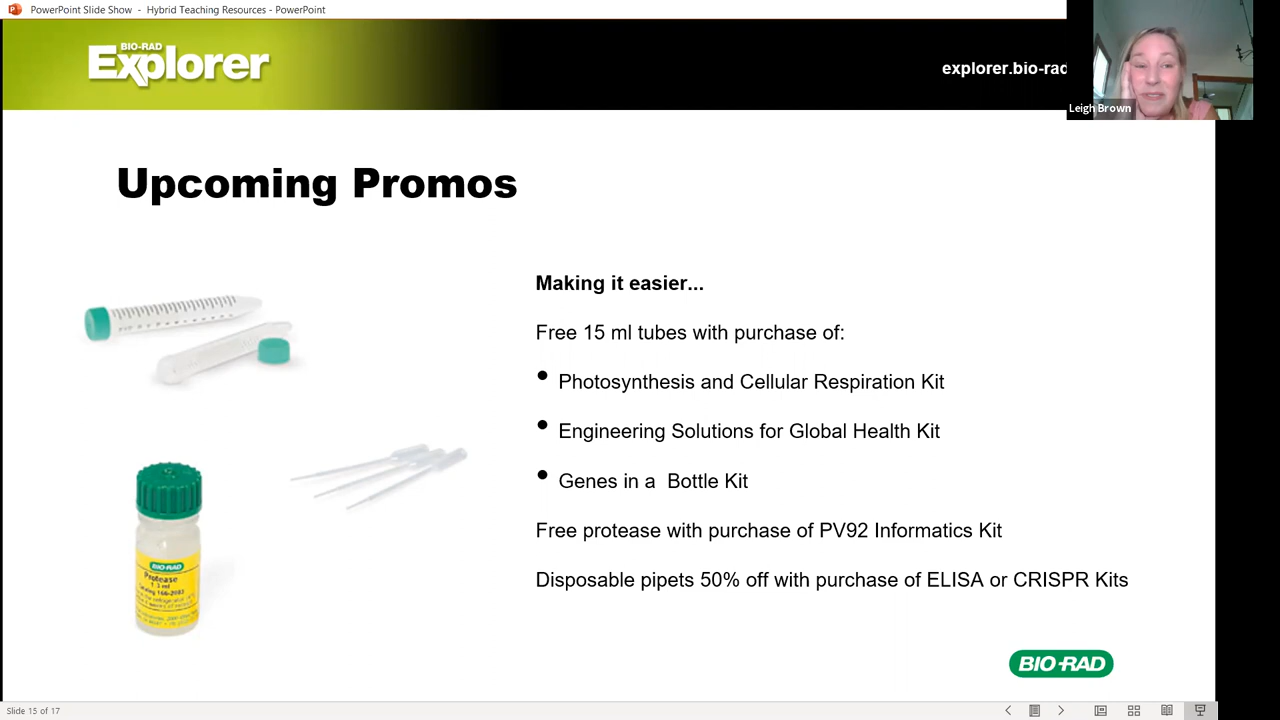 PowerPoint Slide Show - Hybrid Teaching Resources - PowerPoint
BIO-RAD
Explorer
explorer.bio-rad
Leigh Brown
Upcoming Promos
Making it easier...
Free 15 ml tubes with purchase of:
• Photosynthesis and Cellular Respiration Kit
• Engineering Solutions for Global Health Kit
• Genes in a  Bottle Kit
Free protease with purchase of PV92 Informatics Kit
Disposable pipets 50% off with purchase of ELISA or CRISPR Kits
BIO-RAD
Protease
BIO-RAD
Slide 15 of 17